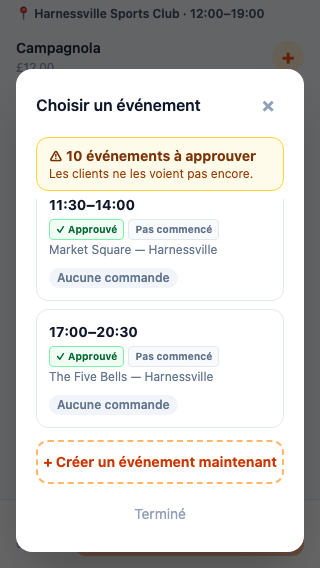 📍 Harnessville Sports Club · 12:00–19:00
Campagnola
£12.00
+
Choisir un événement
×
⚠ 10 événements à approuver
Les clients ne les voient pas encore.
11:30–14:00
✓ Approuvé Pas commencé
Market Square — Harnessville
Aucune commande
17:00–20:30
✓ Approuvé Pas commencé
The Five Bells — Harnessville
Aucune commande
+ Créer un événement maintenant
Terminé